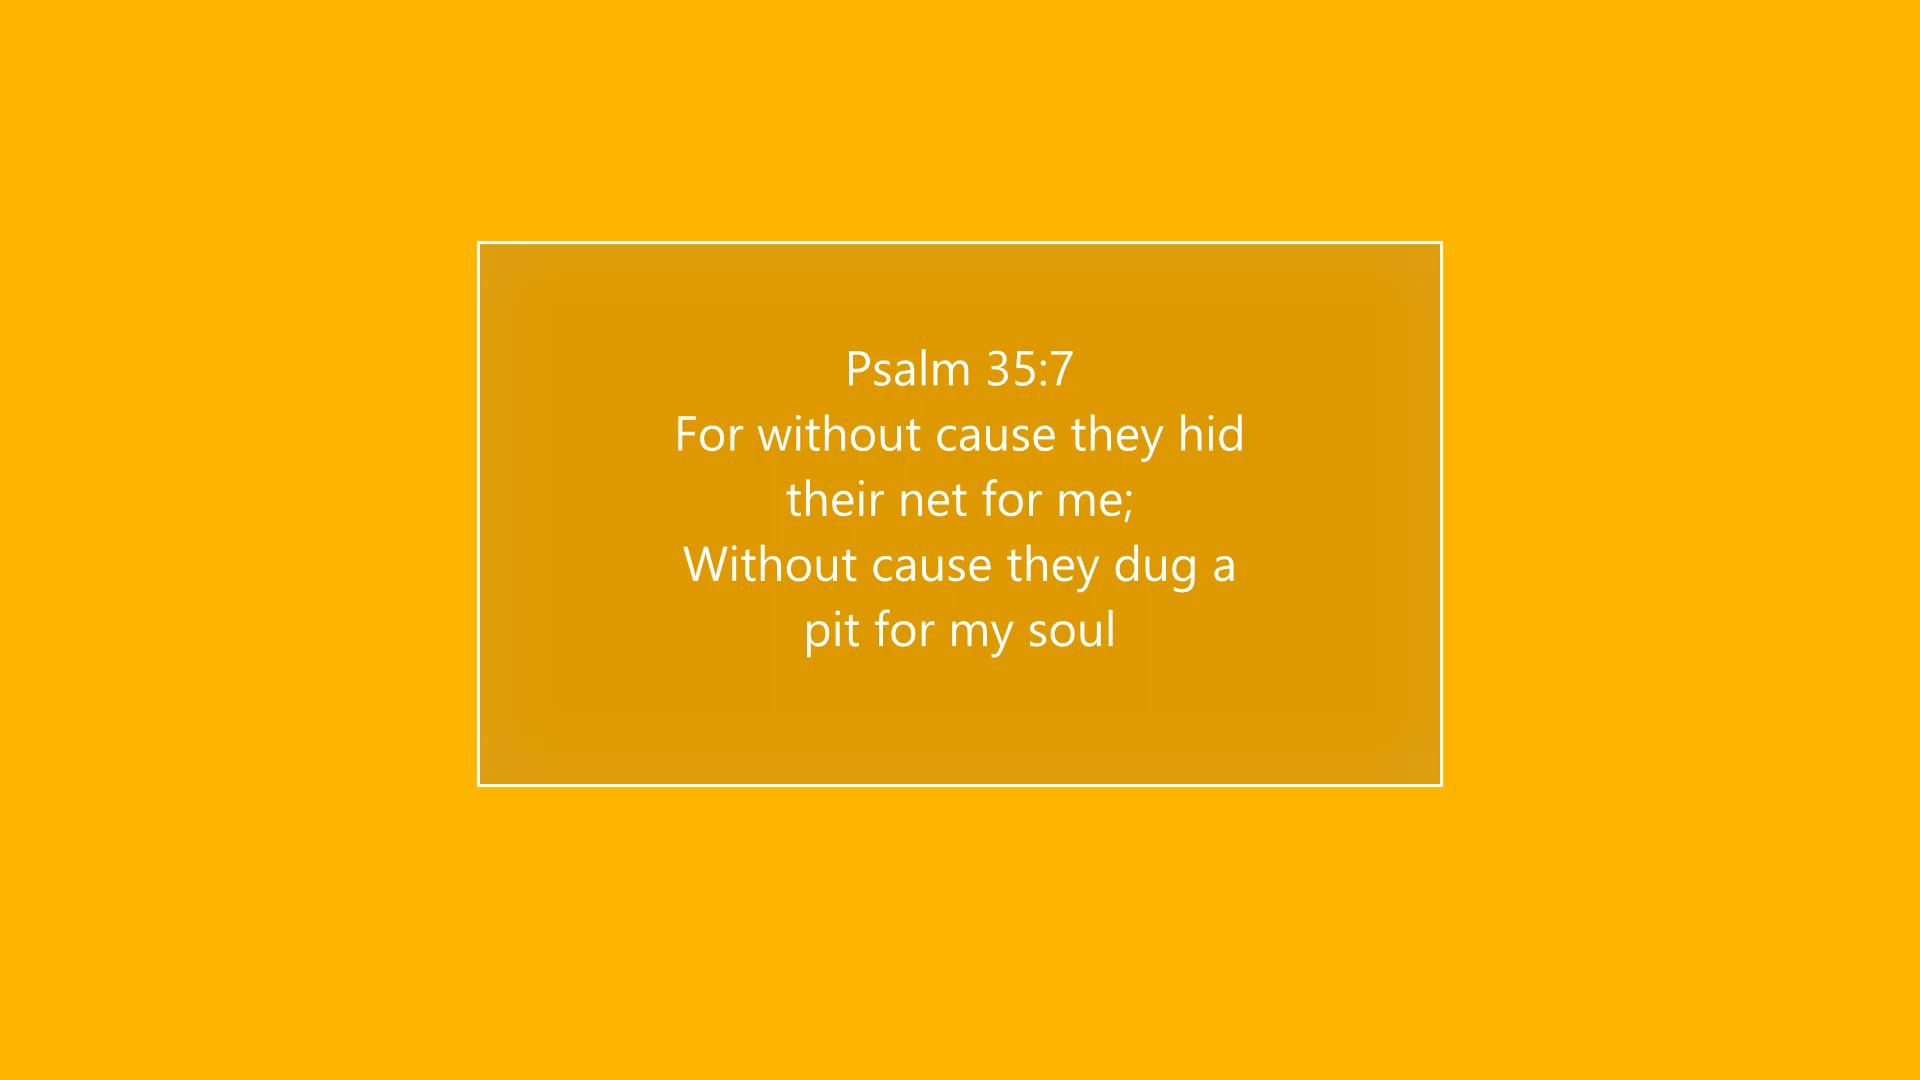 Psalm 35:7
For without cause they hid
their net for me;
Without cause they dug a
pit for my soul